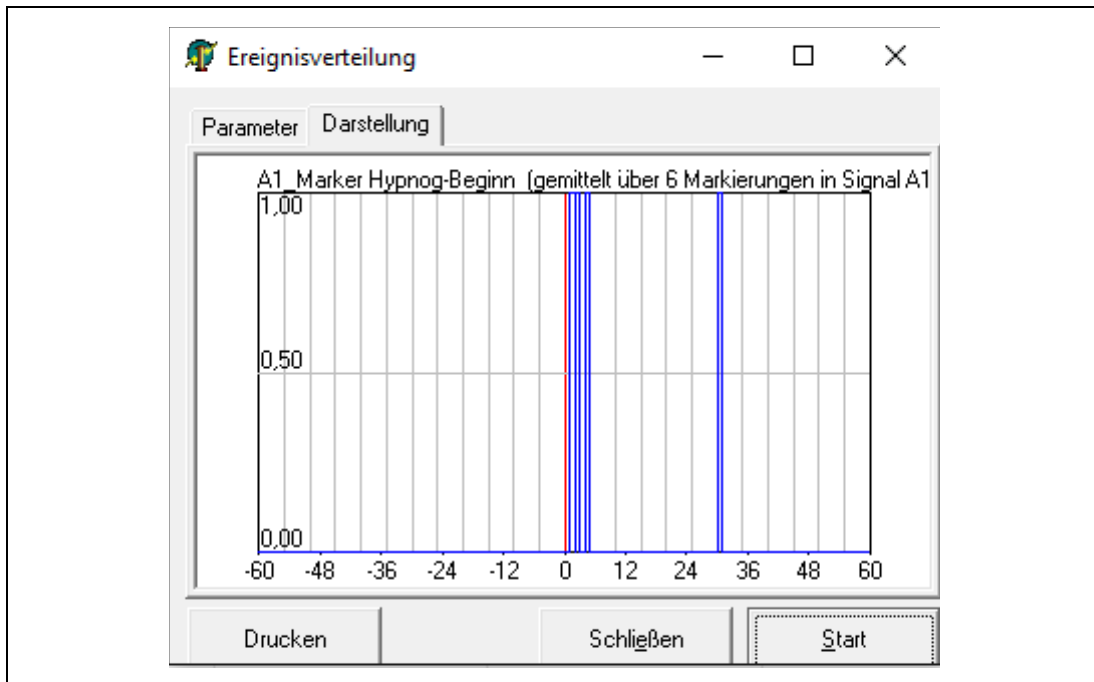 Ereignisverteilung
Parameter Darstellung
A1_Marker Hypnog-Beginn (gemittelt über 6 Markierungen in Signal A1
1,00
0,50
0,00
-60 -48 -36 -24 -12 0 12 24 36 48 60
Drucken Schließen Start